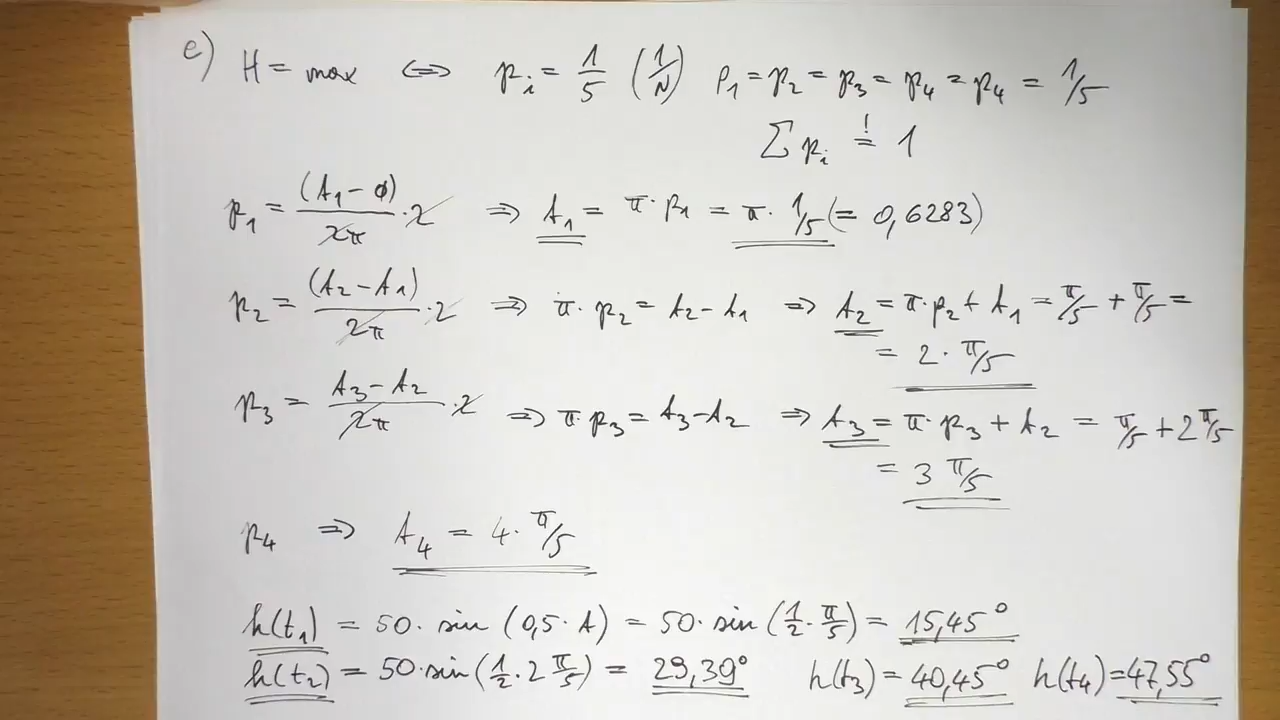 e) H = max ⇔ p_i = 1/5 (1/N) p_1 = p_2 = p_3 = p_4 = p_4 = 1/5
∑ p_i =! 1
p_1 = (A_1 − 0)/2π · 2 ⇒ A_1 = π · p_1 = π · 1/5 (= 0,6283)
p_2 = (A_2 − A_1)/2π · 2 ⇒ π · p_2 = A_2 − A_1 ⇒ A_2 = π · p_2 + A_1 = π/5 + π/5 =
= 2 · π/5
p_3 = A_3 − A_2/2π · 2 ⇒ π · p_3 = A_3 − A_2 ⇒ A_3 = π · p_3 + A_2 = π/5 + 2 π/5
= 3 π/5
p_4 ⇒ A_4 = 4 · π/5
h(t_1) = 50 · sin (0,5 · A) = 50 · sin (1/2 · π/5) = 15,45°
h(t_2) = 50 · sin (1/2 · 2 π/5) = 29,39° h(t_3) = 40,45° h(t_4) = 47,55°